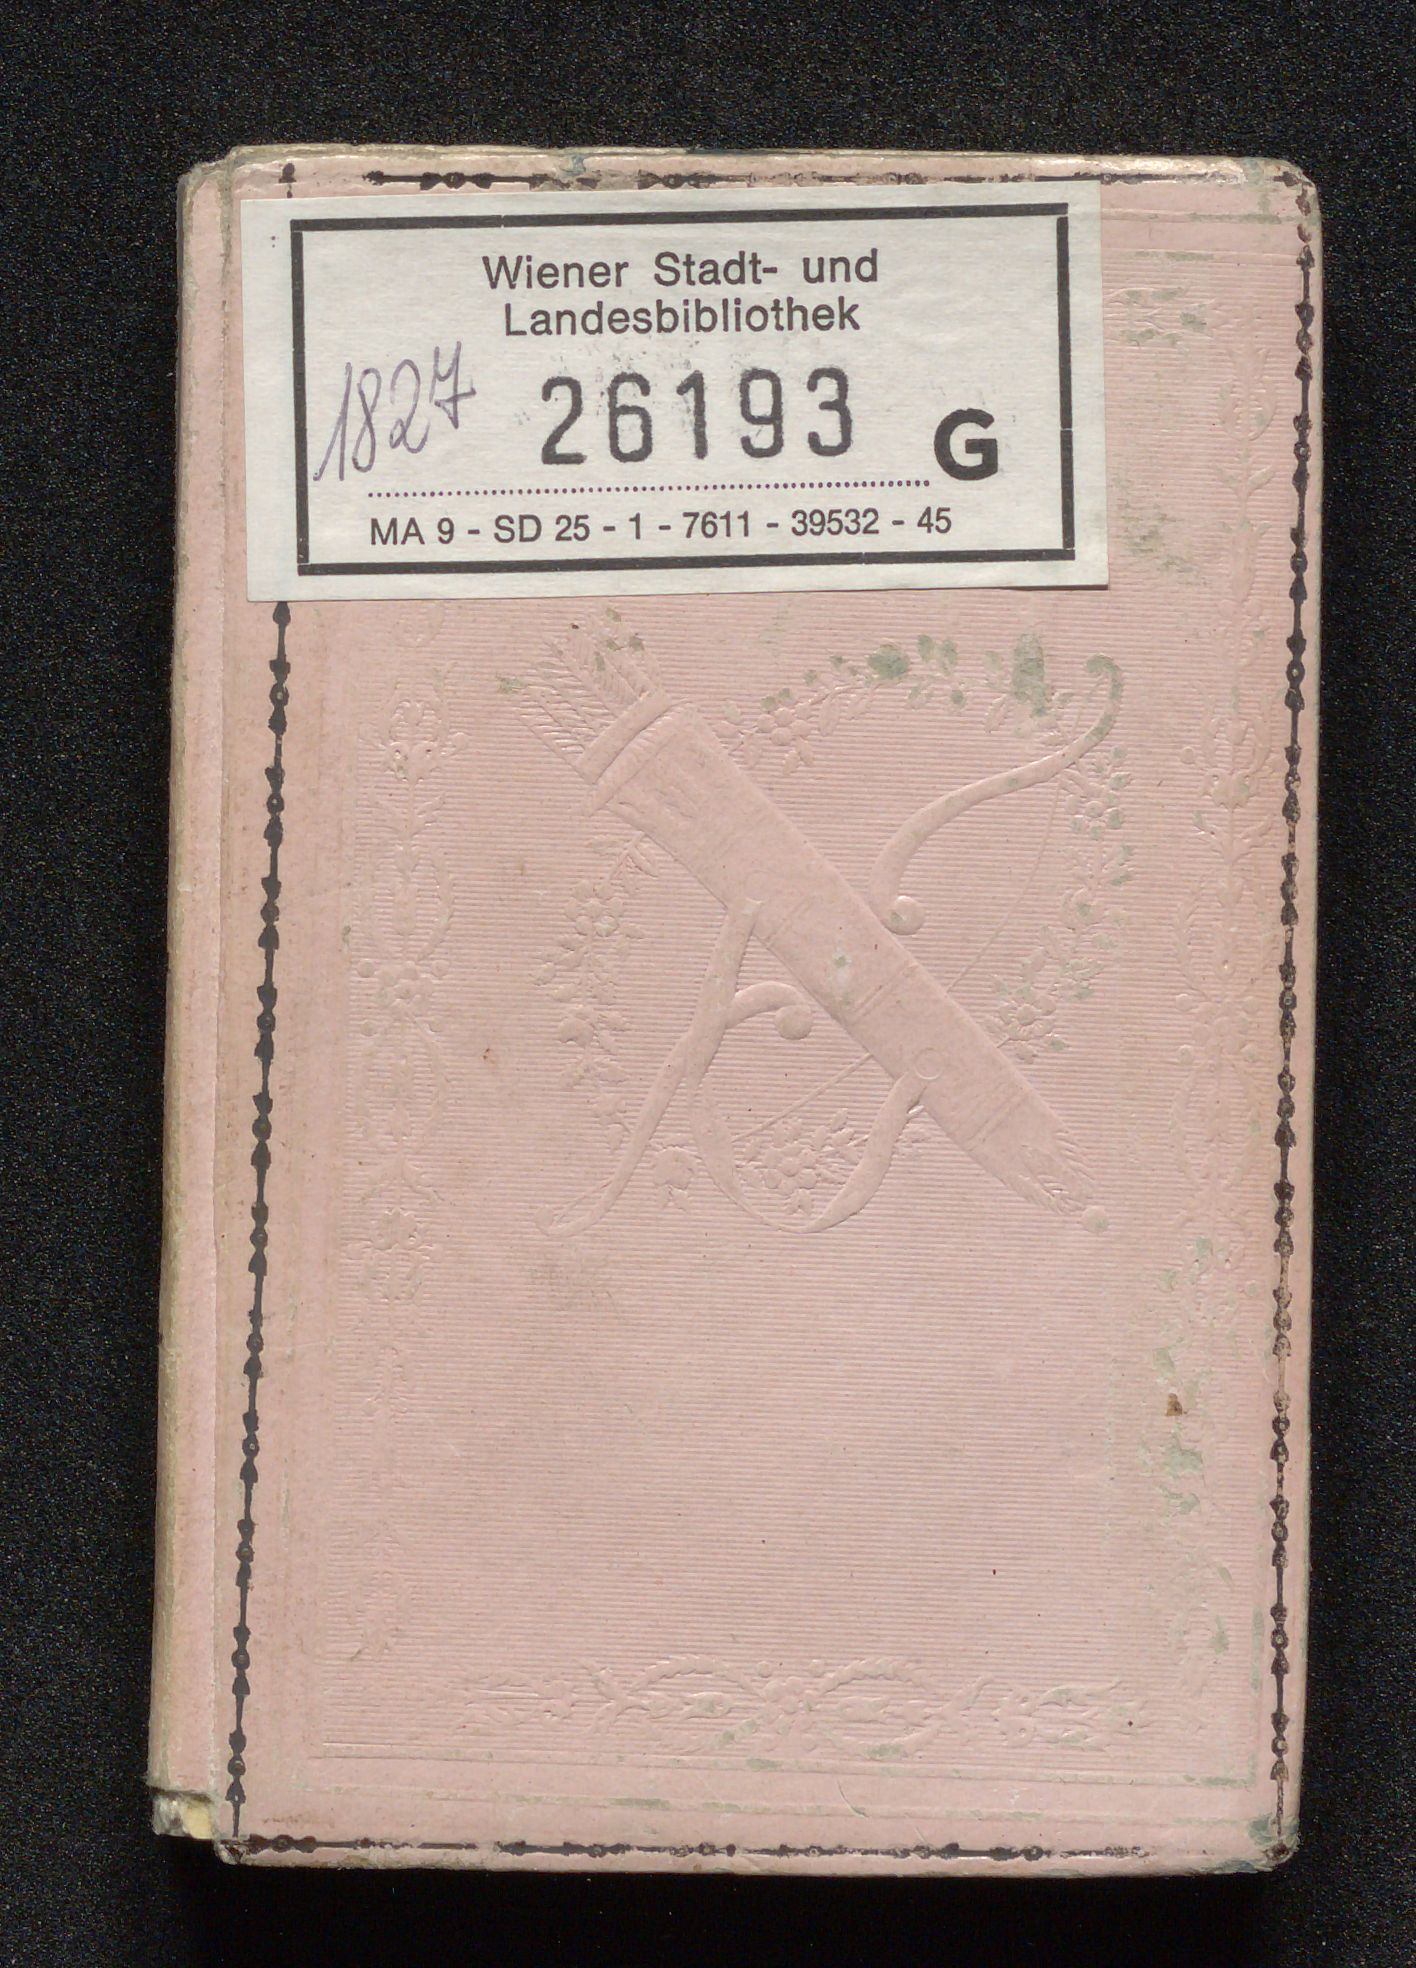 Wiener Stadt- und
Landesbibliothek
1827 26193 G
MA 9 - SD 25 - 1 - 7611 - 39532 - 45